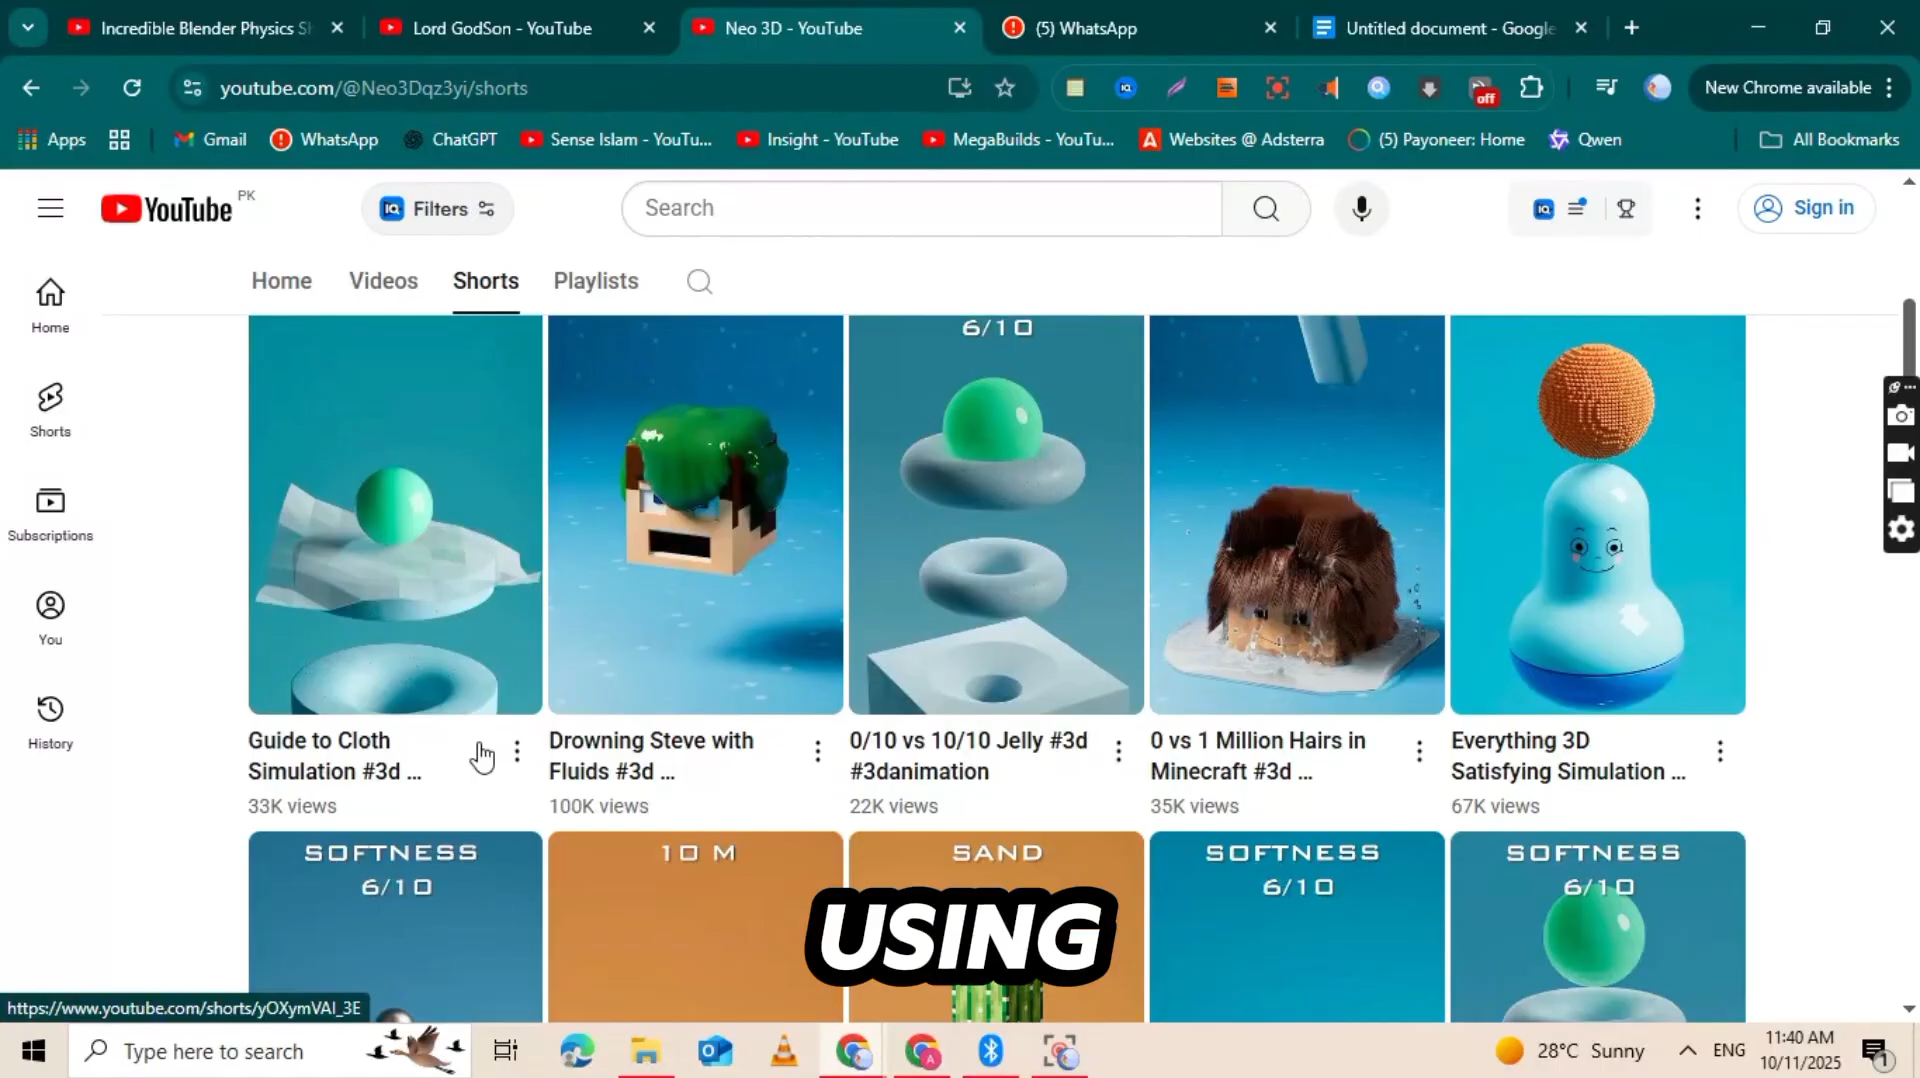 Incredible Blender Physics Sh
Lord GodSon - YouTube
Neo 3D - YouTube
(5) WhatsApp
Untitled document - Google
youtube.com/@Neo3Dqz3yi/shorts
off
New Chrome available
Apps
Gmail
WhatsApp
ChatGPT
Sense Islam - YouTu...
Insight - YouTube
MegaBuilds - YouTu...
Websites @ Adsterra
(5) Payoneer: Home
Qwen
All Bookmarks
YouTube PK
Filters
Search
Sign in
Home
Videos
Shorts
Playlists
Home
Shorts
Subscriptions
You
History
6/10
Guide to Cloth
Simulation #3d ...
33K views
Drowning Steve with
Fluids #3d ...
100K views
0/10 vs 10/10 Jelly #3d
#3danimation
22K views
0 vs 1 Million Hairs in
Minecraft #3d ...
35K views
Everything 3D
Satisfying Simulation ...
67K views
SOFTNESS
6/10
10 M
SAND
SOFTNESS
6/10
SOFTNESS
6/10
USING
https://www.youtube.com/shorts/yOXymVAI_3E
Type here to search
28°C Sunny
ENG
11:40 AM
10/11/2025
1